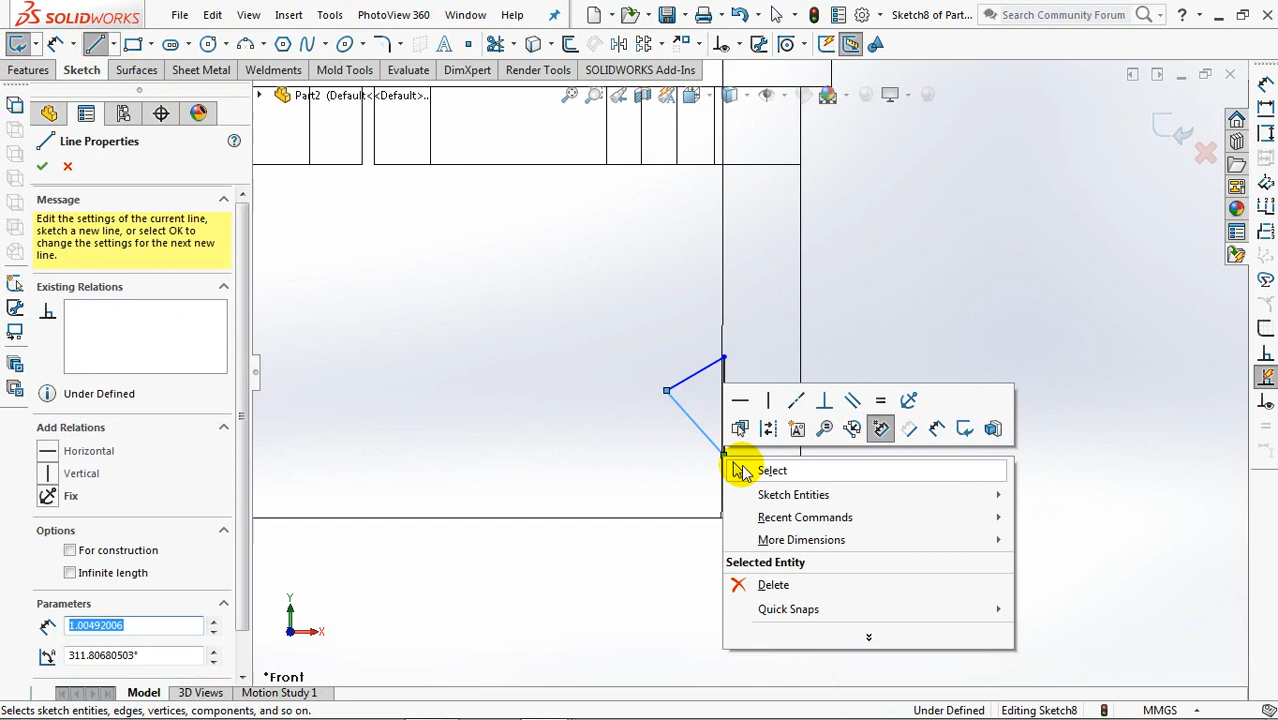 SOLIDWORKS File Edit View Insert Tools PhotoView 360 Window Help Sketch8 of Part... Search Community Forum ?
Features Sketch Surfaces Sheet Metal Weldments Mold Tools Evaluate DimXpert Render Tools SOLIDWORKS Add-Ins
Part2 (Default<<Default>..
Line Properties ?
Message
Edit the settings of the current line,
sketch a new line, or select OK to
change the settings for the next new
line.
Existing Relations
Under Defined
Add Relations
Horizontal
Vertical
Fix
Options
For construction
Infinite length
Parameters
1.00492006
311.80680503°
Select
Sketch Entities
Recent Commands
More Dimensions
Selected Entity
Delete
Quick Snaps
Y
X
*Front
Model 3D Views Motion Study 1
Selects sketch entities, edges, vertices, components, and so on. Under Defined Editing Sketch8 MMGS